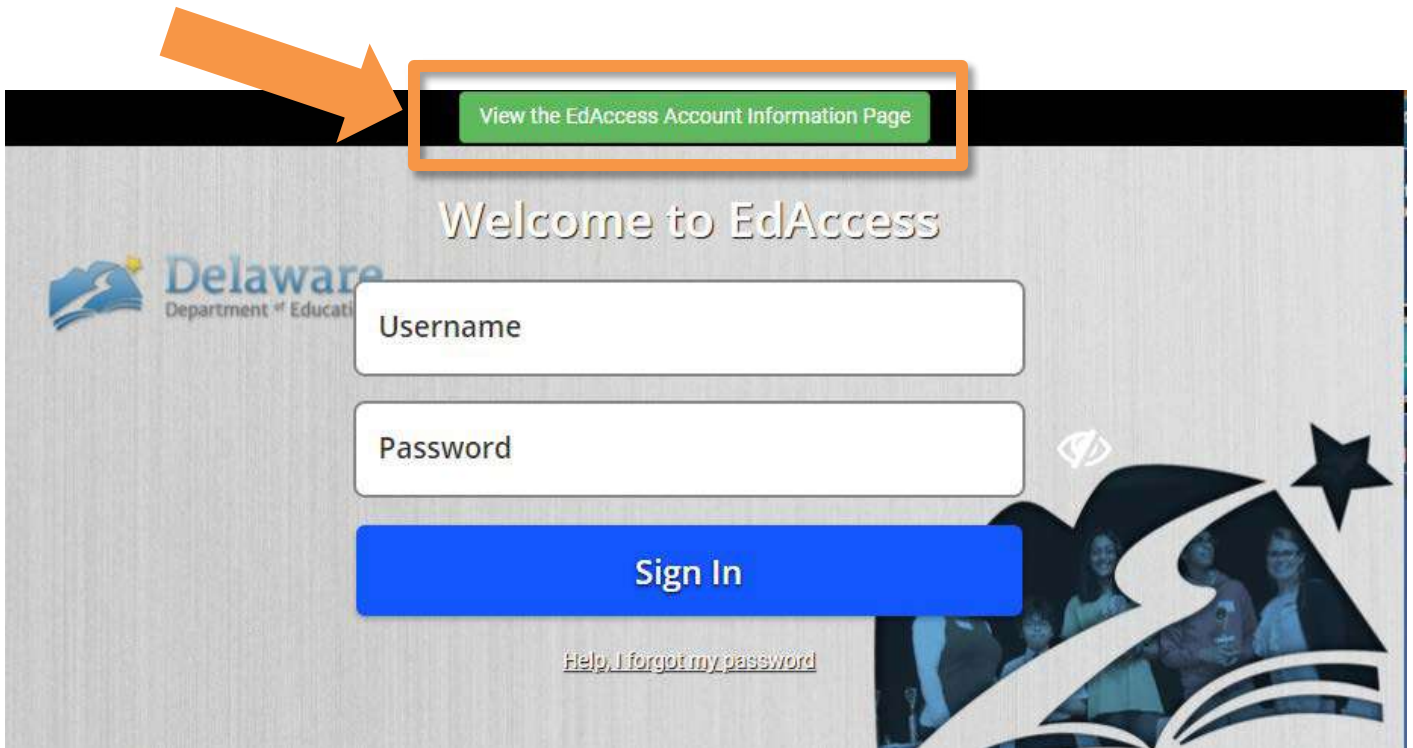 View the EdAccess Account Information Page
Welcome to EdAccess
Delaware
Department of Educati
Username
Password
Sign In
Help, I forgot my password